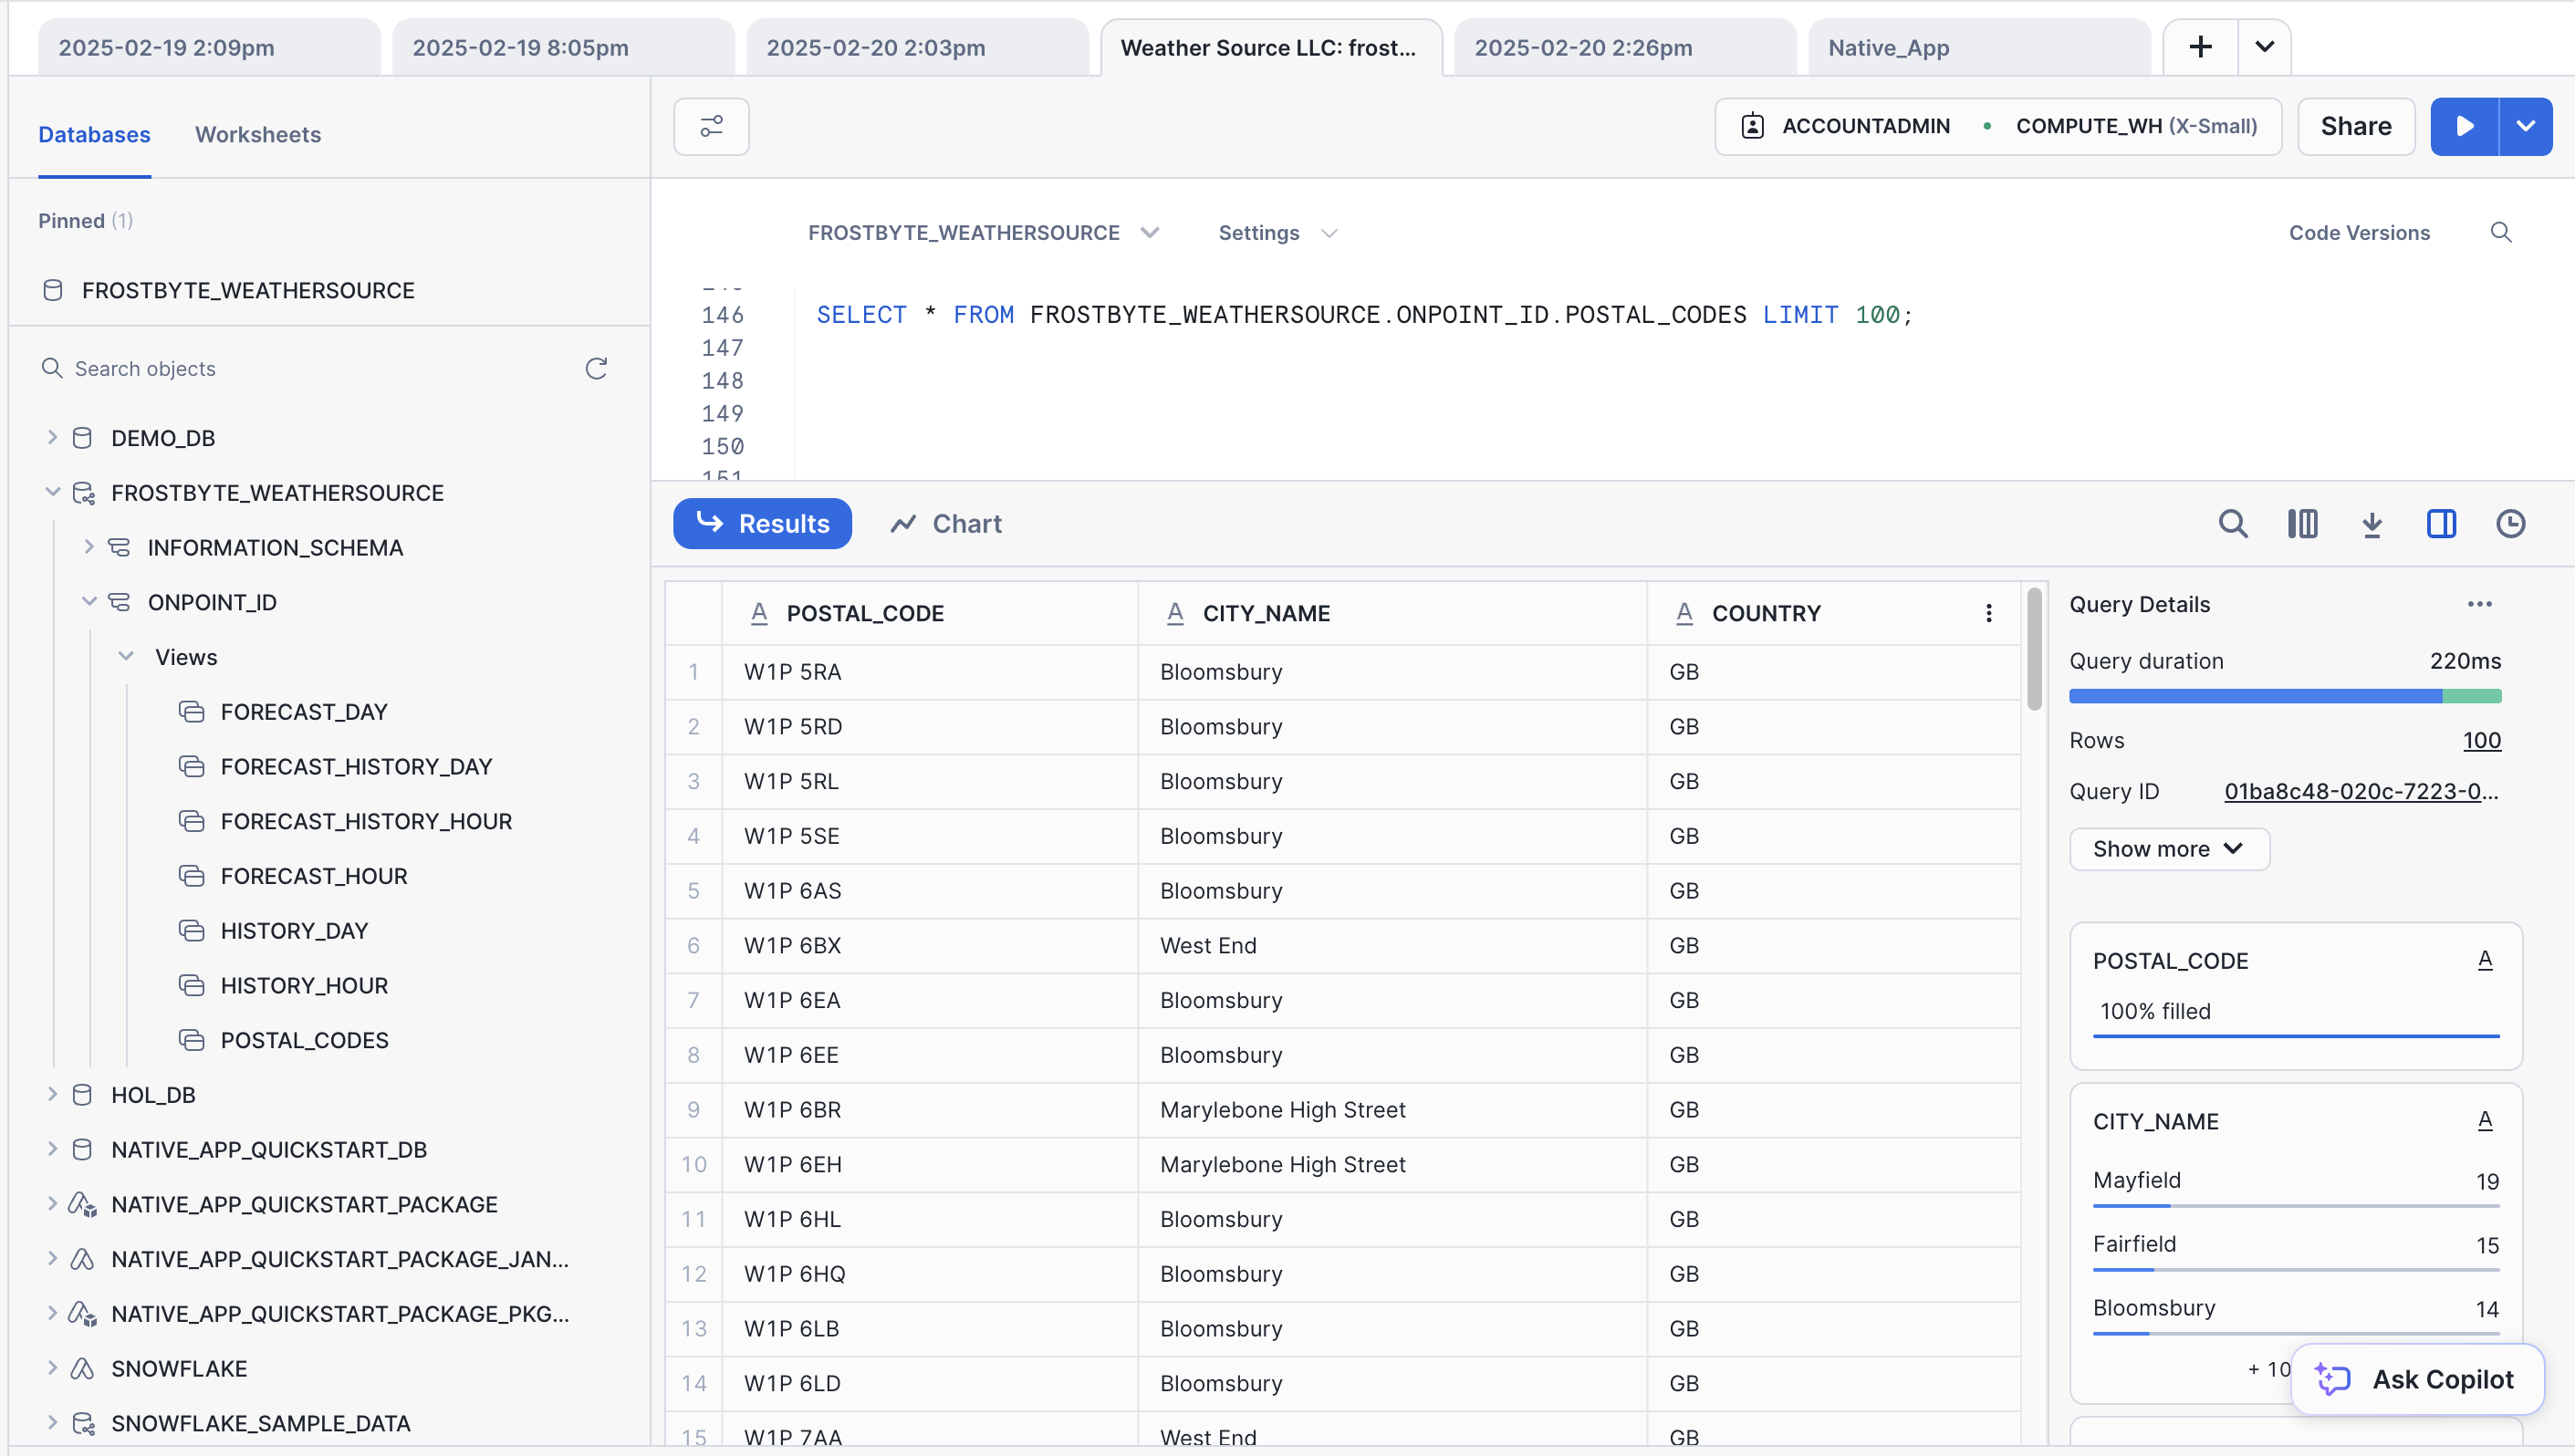 2025-02-19 2:09pm
2025-02-19 8:05pm
2025-02-20 2:03pm
Weather Source LLC: frost...
2025-02-20 2:26pm
Native_App
Databases
Worksheets
ACCOUNTADMIN
COMPUTE_WH (X-Small)
Share
Pinned (1)
FROSTBYTE_WEATHERSOURCE
Search objects
DEMO_DB
FROSTBYTE_WEATHERSOURCE
INFORMATION_SCHEMA
ONPOINT_ID
Views
FORECAST_DAY
FORECAST_HISTORY_DAY
FORECAST_HISTORY_HOUR
FORECAST_HOUR
HISTORY_DAY
HISTORY_HOUR
POSTAL_CODES
HOL_DB
NATIVE_APP_QUICKSTART_DB
NATIVE_APP_QUICKSTART_PACKAGE
NATIVE_APP_QUICKSTART_PACKAGE_JAN...
NATIVE_APP_QUICKSTART_PACKAGE_PKG...
SNOWFLAKE
SNOWFLAKE_SAMPLE_DATA
FROSTBYTE_WEATHERSOURCE
Settings
Code Versions
146 SELECT * FROM FROSTBYTE_WEATHERSOURCE.ONPOINT_ID.POSTAL_CODES LIMIT 100;
147
148
149
150
151
Results
Chart
A POSTAL_CODE A CITY_NAME A COUNTRY
1 W1P 5RA Bloomsbury GB
2 W1P 5RD Bloomsbury GB
3 W1P 5RL Bloomsbury GB
4 W1P 5SE Bloomsbury GB
5 W1P 6AS Bloomsbury GB
6 W1P 6BX West End GB
7 W1P 6EA Bloomsbury GB
8 W1P 6EE Bloomsbury GB
9 W1P 6BR Marylebone High Street GB
10 W1P 6EH Marylebone High Street GB
11 W1P 6HL Bloomsbury GB
12 W1P 6HQ Bloomsbury GB
13 W1P 6LB Bloomsbury GB
14 W1P 6LD Bloomsbury GB
15 W1P 7AA West End GB
Query Details
Query duration 220ms
Rows 100
Query ID 01ba8c48-020c-7223-0...
Show more
POSTAL_CODE A
100% filled
CITY_NAME A
Mayfield 19
Fairfield 15
Bloomsbury 14
+ 10
Ask Copilot